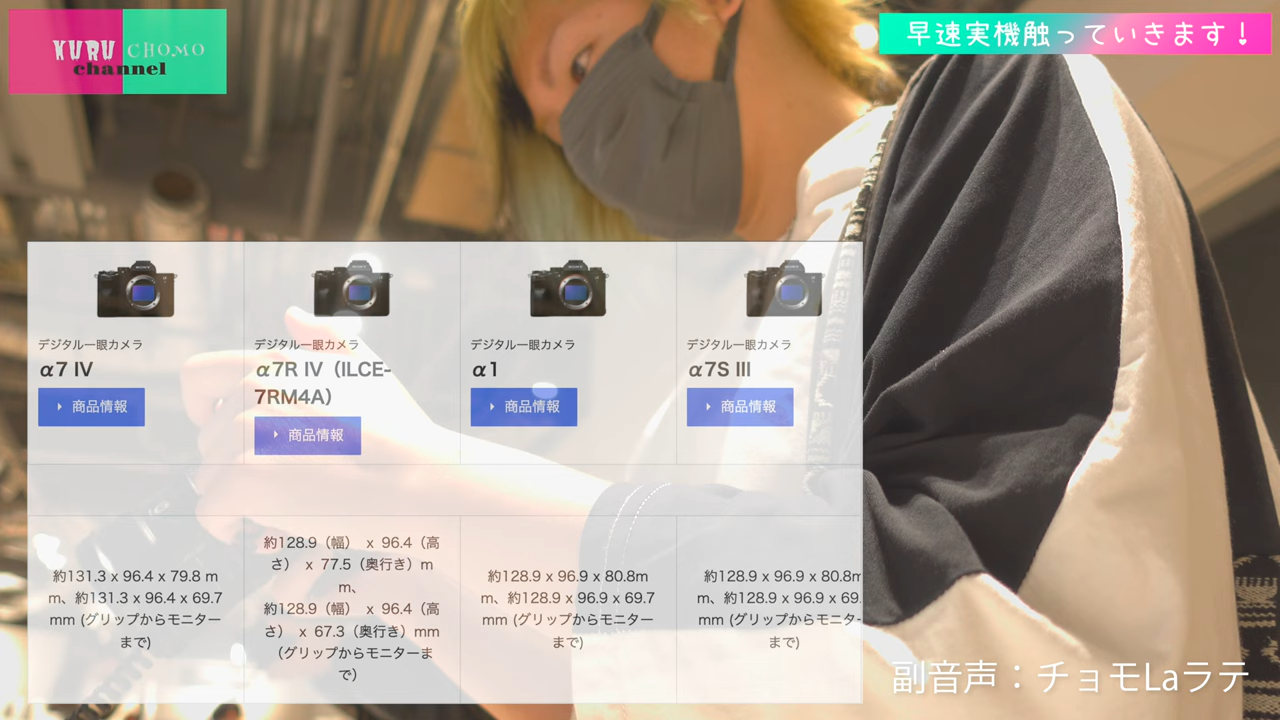 KURU CHOMO
channel
早速実機触っていきます！
デジタル一眼カメラ
α7 IV
商品情報
デジタル一眼カメラ
α7R IV（ILCE-
7RM4A）
商品情報
デジタル一眼カメラ
α1
商品情報
デジタル一眼カメラ
α7S III
商品情報
約131.3 x 96.4 x 79.8 m
m、約131.3 x 96.4 x 69.7
mm (グリップからモニター
まで)
約128.9（幅） x 96.4（高
さ） x 77.5（奥行き）m
m、
約128.9（幅） x 96.4（高
さ） x 67.3（奥行き）mm
（グリップからモニターま
で）
約128.9 x 96.9 x 80.8m
m、約128.9 x 96.9 x 69.7
mm (グリップからモニター
まで)
約128.9 x 96.9 x 80.8m
m、約128.9 x 96.9 x 69.
mm (グリップからモニター
まで)
副音声：チョモLaラテ